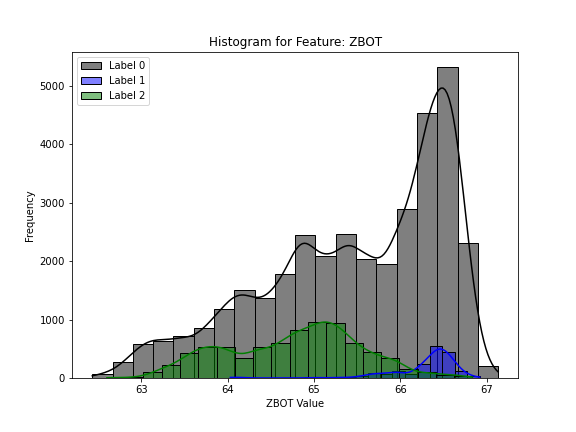 Histogram for Feature: ZBOT
Label 0
Label 1
Label 2
5000
4000
3000
2000
1000
0
Frequency
63 64 65 66 67
ZBOT Value